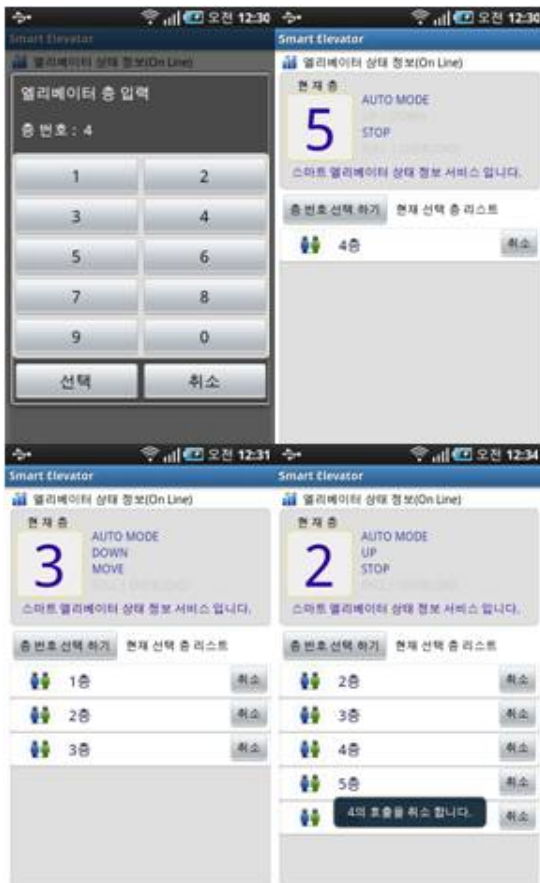 오전 12:30
Smart Elevator
엘리베이터 상태 정보(On Line)
엘리베이터 층 입력
층 번호 : 4
1 2
3 4
5 6
7 8
9 0
선택 취소
오전 12:30
Smart Elevator
엘리베이터 상태 정보(On Line)
현 재 층
5
AUTO MODE
STOP
스마트 엘리베이터 상태 정보 서비스 입니다.
층 번호 선택 하기 현재 선택 층 리스트
4층 취소
오전 12:31
Smart Elevator
엘리베이터 상태 정보(On Line)
현 재 층
3
AUTO MODE
DOWN
MOVE
스마트 엘리베이터 상태 정보 서비스 입니다.
층 번호 선택 하기 현재 선택 층 리스트
1층 취소
2층 취소
3층 취소
오전 12:34
Smart Elevator
엘리베이터 상태 정보(On Line)
현 재 층
2
AUTO MODE
UP
STOP
스마트 엘리베이터 상태 정보 서비스 입니다.
층 번호 선택 하기 현재 선택 층 리스트
2층 취소
3층 취소
4층 취소
5층 취소
4의 호출을 취소 합니다.
취소